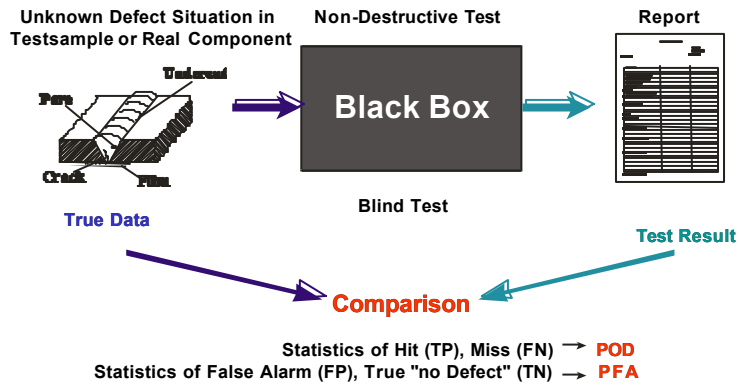 Unknown Defect Situation in
Testsample or Real Component
Non-Destructive Test
Report
Undercut
Pore
Crack
Black Box
Blind Test
True Data
Test Result
Comparison
Statistics of Hit (TP), Miss (FN) → POD
Statistics of False Alarm (FP), True "no Defect" (TN) → PFA